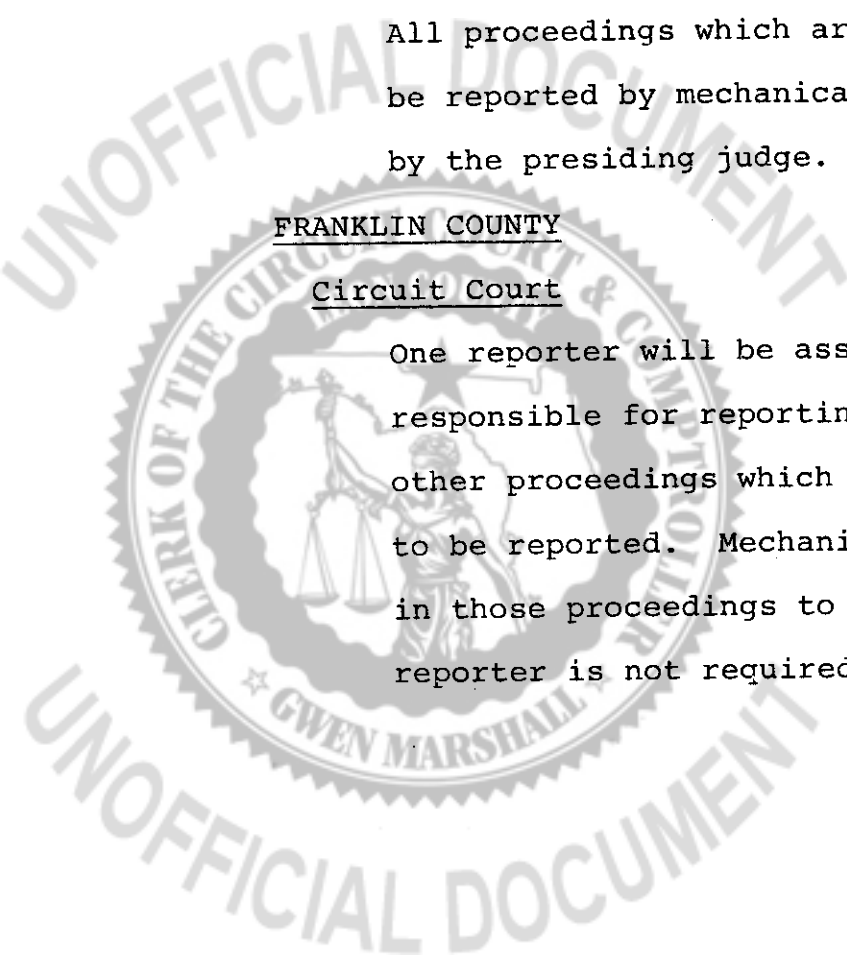 All proceedings which ar
be reported by mechanica
by the presiding judge.
FRANKLIN COUNTY
Circuit Court
One reporter will be ass
responsible for reportin
other proceedings which
to be reported. Mechani
in those proceedings to
reporter is not required
UNOFFICIAL DOCUMENT
CLERK OF THE CIRCUIT COURT & COMPTROLLER
LEON COUNTY
GWEN MARSHALL
UNOFFICIAL DOCUMENT